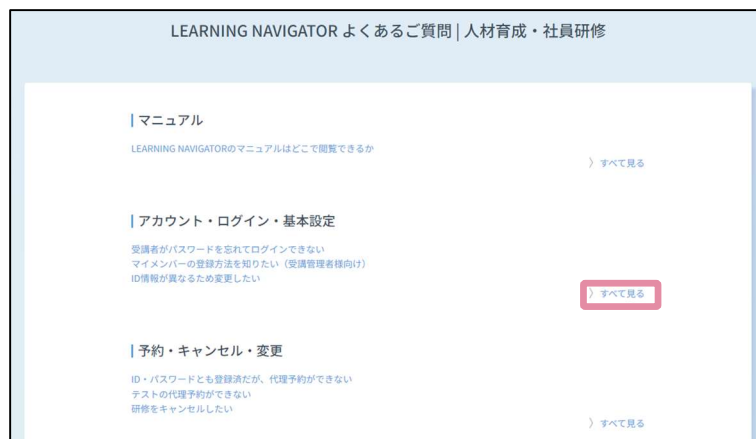 LEARNING NAVIGATOR よくあるご質問 | 人材育成・社員研修
マニュアル
LEARNING NAVIGATORのマニュアルはどこで閲覧できるか
〉すべて見る
アカウント・ログイン・基本設定
受講者がパスワードを忘れてログインできない
マイメンバーの登録方法を知りたい（受講管理者様向け）
ID情報が異なるため変更したい
〉すべて見る
予約・キャンセル・変更
ID・パスワードとも登録済だが、代理予約ができない
テストの代理予約ができない
研修をキャンセルしたい
〉すべて見る